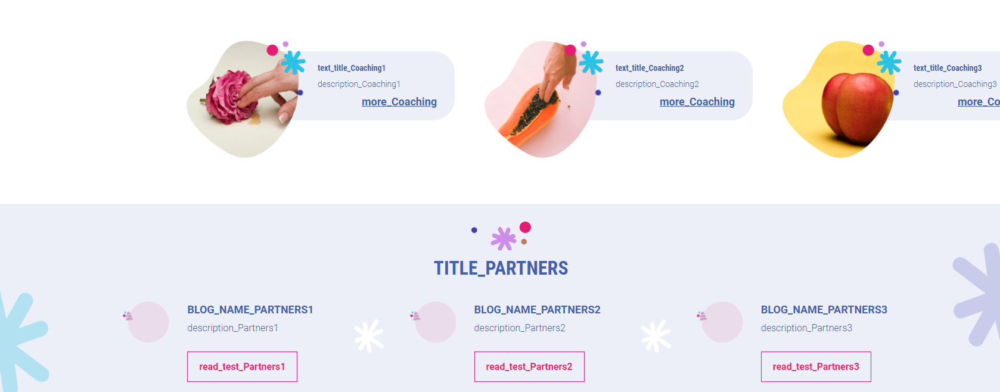 text_title_Coaching1
description_Coaching1
more_Coaching
text_title_Coaching2
description_Coaching2
more_Coaching
text_title_Coaching3
description_Coaching3
more_Co
TITLE_PARTNERS
BLOG_NAME_PARTNERS1
description_Partners1
read_test_Partners1
BLOG_NAME_PARTNERS2
description_Partners2
read_test_Partners2
BLOG_NAME_PARTNERS3
description_Partners3
read_test_Partners3